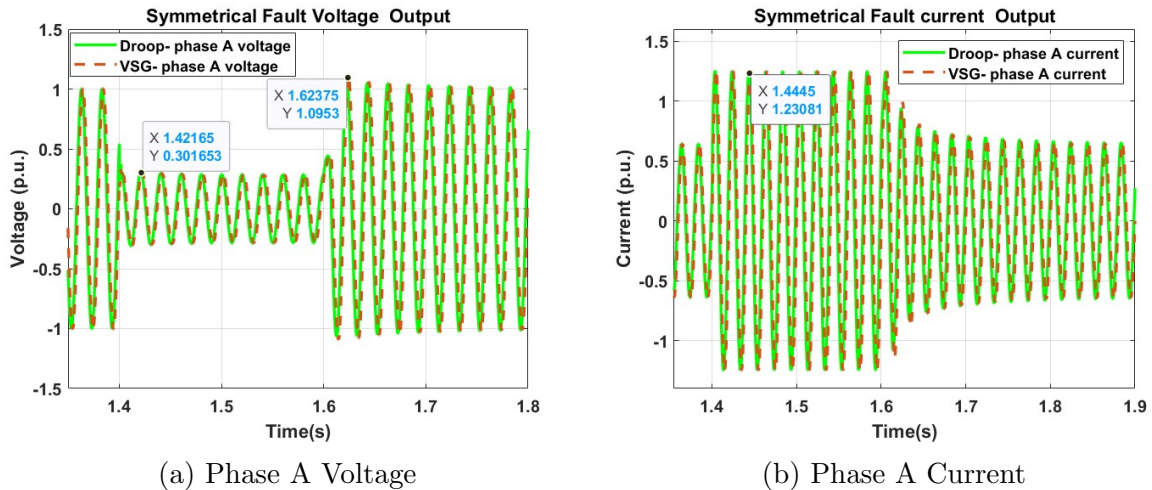 Symmetrical Fault Voltage Output
Droop- phase A voltage
VSG- phase A voltage
X 1.62375
Y 1.0953
X 1.42165
Y 0.301653
1.5
1
0.5
0
-0.5
-1
-1.5
Voltage (p.u.)
1.4
1.5
1.6
1.7
1.8
Time(s)
(a) Phase A Voltage
Symmetrical Fault current Output
Droop- phase A current
VSG- phase A current
X 1.4445
Y 1.23081
1.5
1
0.5
0
-0.5
-1
Current (p.u.)
1.4
1.5
1.6
1.7
1.8
1.9
Time(s)
(b) Phase A Current